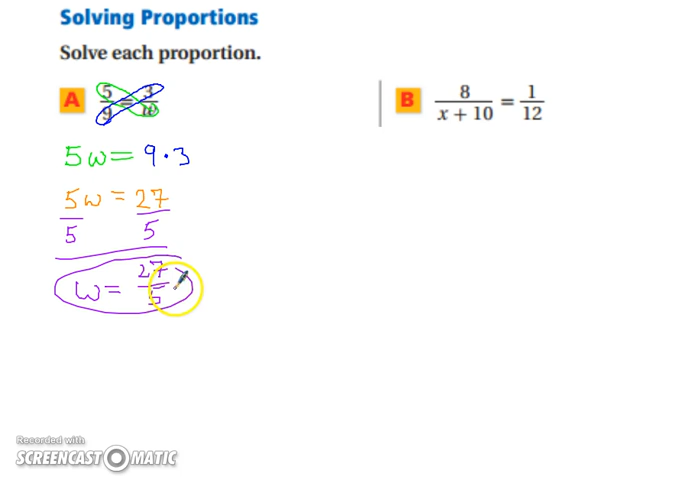 Solving Proportions
Solve each proportion.
A 5/9 = 3/w
5w = 9 · 3
5w/5 = 27/5
w = 27/5
B 8/(x + 10) = 1/12
Recorded with
SCREENCAST O MATIC